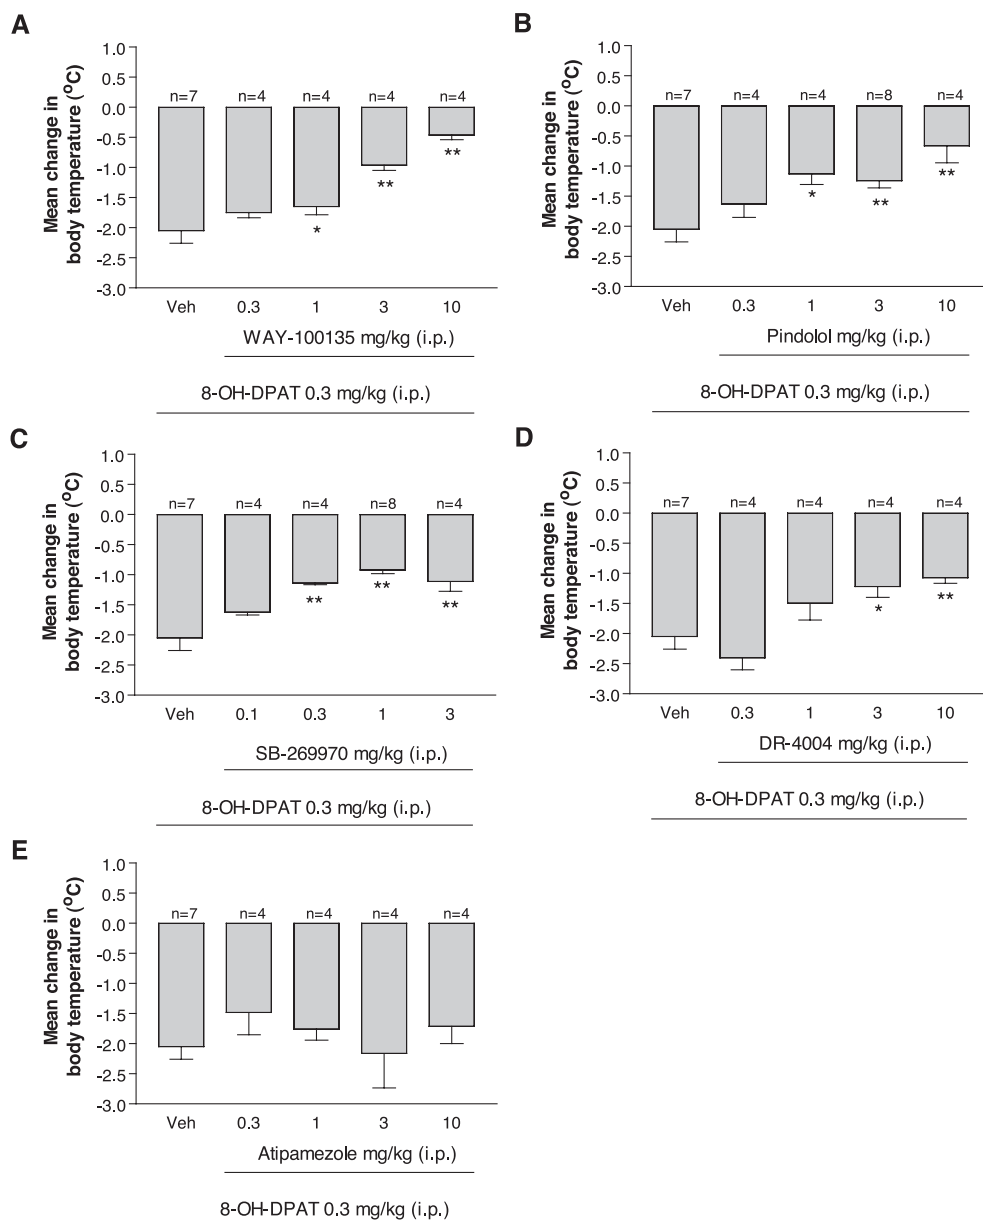 A
Mean change in
body temperature (°C)
1.0
0.5
0.0
-0.5
-1.0
-1.5
-2.0
-2.5
-3.0
n=7 n=4 n=4 n=4 n=4
* ** **
Veh 0.3 1 3 10
WAY-100135 mg/kg (i.p.)
8-OH-DPAT 0.3 mg/kg (i.p.)
B
Mean change in
body temperature (°C)
1.0
0.5
0.0
-0.5
-1.0
-1.5
-2.0
-2.5
-3.0
n=7 n=4 n=4 n=8 n=4
* ** **
Veh 0.3 1 3 10
Pindolol mg/kg (i.p.)
8-OH-DPAT 0.3 mg/kg (i.p.)
C
Mean change in
body temperature (°C)
1.0
0.5
0.0
-0.5
-1.0
-1.5
-2.0
-2.5
-3.0
n=7 n=4 n=4 n=8 n=4
** ** **
Veh 0.1 0.3 1 3
SB-269970 mg/kg (i.p.)
8-OH-DPAT 0.3 mg/kg (i.p.)
D
Mean change in
body temperature (°C)
1.0
0.5
0.0
-0.5
-1.0
-1.5
-2.0
-2.5
-3.0
n=7 n=4 n=4 n=4 n=4
* **
Veh 0.3 1 3 10
DR-4004 mg/kg (i.p.)
8-OH-DPAT 0.3 mg/kg (i.p.)
E
Mean change in
body temperature (°C)
1.0
0.5
0.0
-0.5
-1.0
-1.5
-2.0
-2.5
-3.0
n=7 n=4 n=4 n=4 n=4
Veh 0.3 1 3 10
Atipamezole mg/kg (i.p.)
8-OH-DPAT 0.3 mg/kg (i.p.)